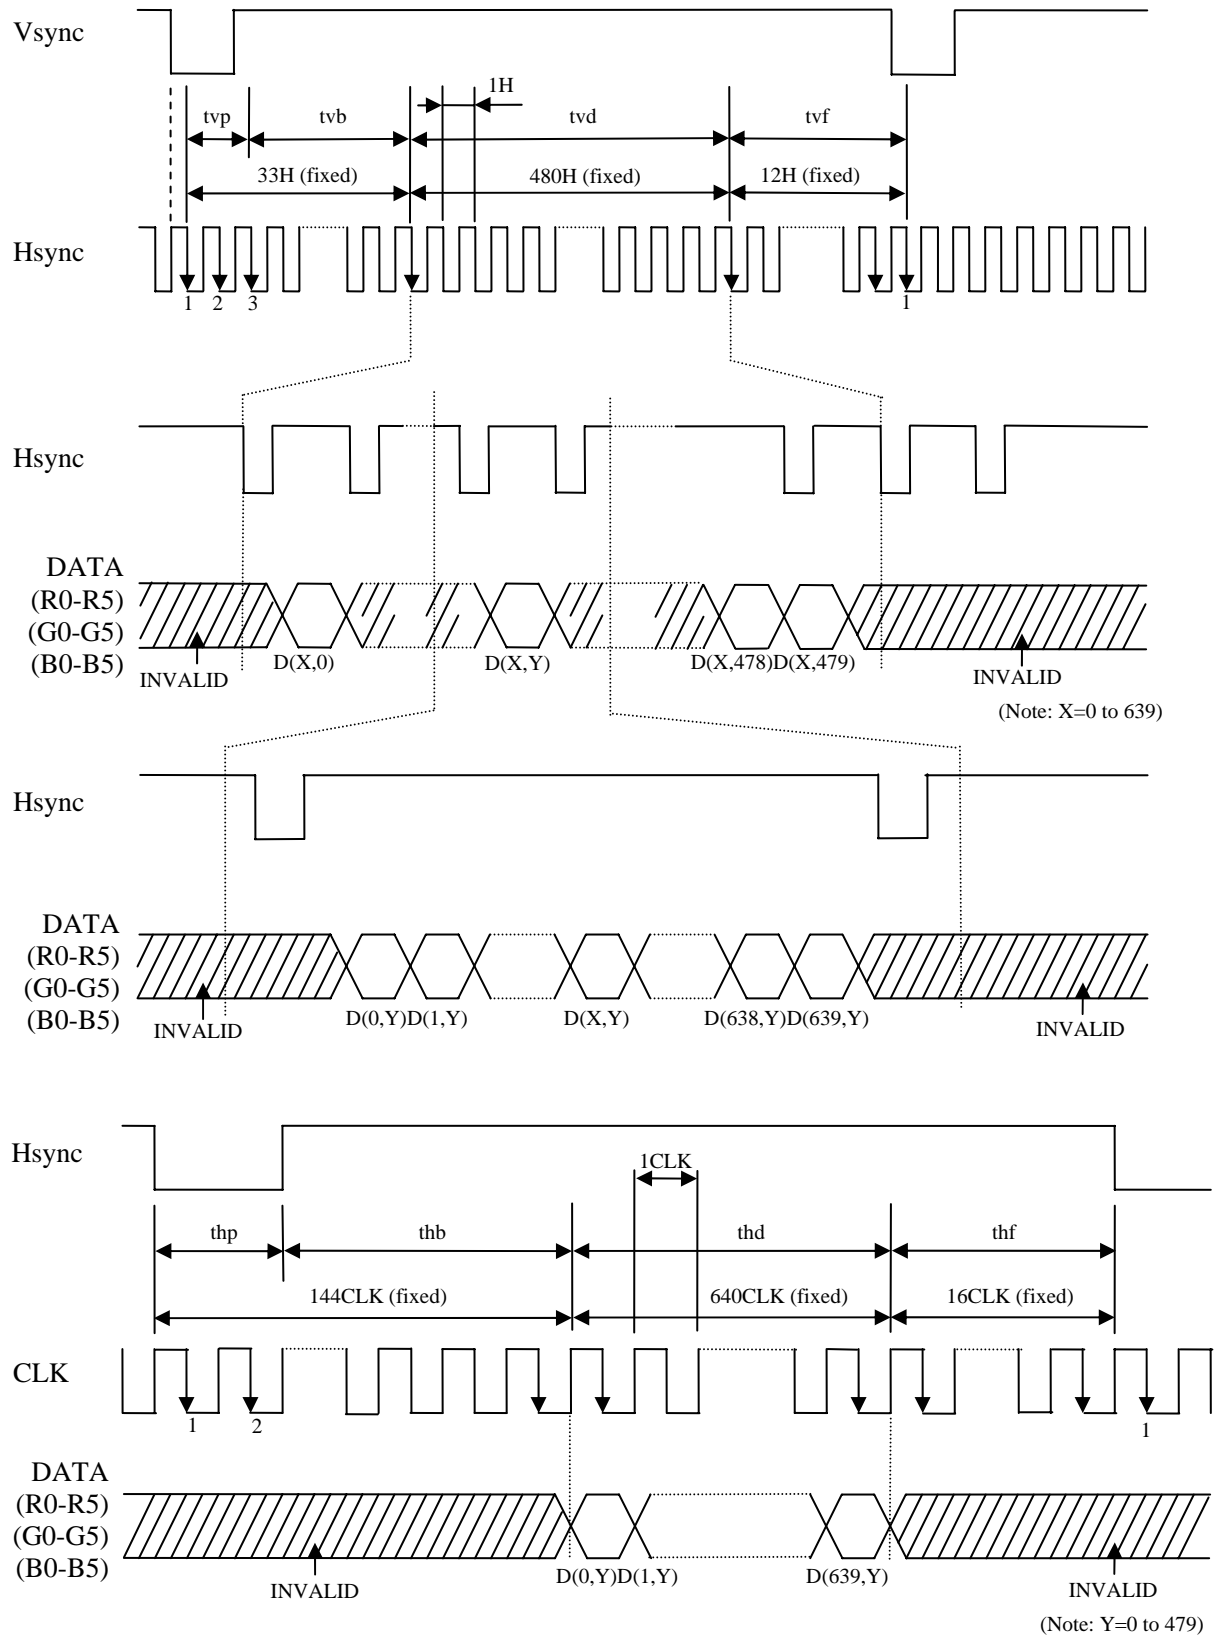 Vsync
1H
tvp
tvb
tvd
tvf
33H (fixed)
480H (fixed)
12H (fixed)
Hsync
1
2
3
1
Hsync
DATA
(R0-R5)
(G0-G5)
(B0-B5)
INVALID
D(X,0)
D(X,Y)
D(X,478)D(X,479)
INVALID
(Note: X=0 to 639)
Hsync
DATA
(R0-R5)
(G0-G5)
(B0-B5)
INVALID
D(0,Y)D(1,Y)
D(X,Y)
D(638,Y)D(639,Y)
INVALID
Hsync
1CLK
thp
thb
thd
thf
144CLK (fixed)
640CLK (fixed)
16CLK (fixed)
CLK
1
2
1
DATA
(R0-R5)
(G0-G5)
(B0-B5)
INVALID
D(0,Y)D(1,Y)
D(639,Y)
INVALID
(Note: Y=0 to 479)